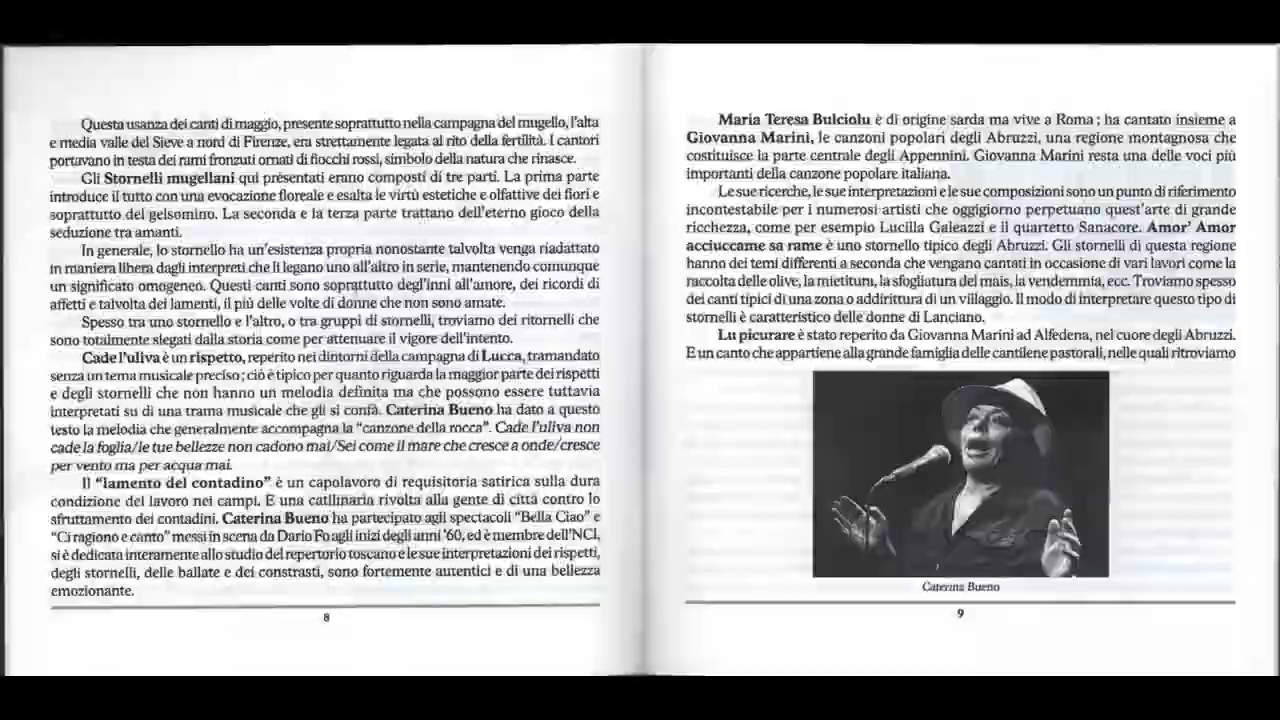 Questa usanza dei canti di maggio, presente soprattutto nella campagna del mugello, l'alta
e media valle del Sieve a nord di Firenze, era strettamente legata al rito della fertilità. I cantori
portavano in testa dei rami fronzuti ornati di fiocchi rossi, simbolo della natura che rinasce.
Gli Stornelli mugellani qui presentati erano composti di tre parti. La prima parte
introduce il tutto con una evocazione floreale e esalta le virtù estetiche e olfattive dei fiori e
soprattutto del gelsomino. La seconda e la terza parte trattano dell'eterno gioco della
seduzione tra amanti.
In generale, lo stornello ha un'esistenza propria nonostante talvolta venga riadattato
in maniera libera dagli interpreti che li legano uno all'altro in serie, mantenendo comunque
un significato omogeneo. Questi canti sono soprattutto degl'inni all'amore, dei ricordi di
affetti e talvolta dei lamenti, il più delle volte di donne che non sono amate.
Spesso tra uno stornello e l'altro, o tra gruppi di stornelli, troviamo dei ritornelli che
sono totalmente slegati dalla storia come per attenuare il vigore dell'intento.
Cade l'uliva è un rispetto, reperito nei dintorni della campagna di Lucca, tramandato
senza un tema musicale preciso ; ciò è tipico per quanto riguarda la maggior parte dei rispetti
e degli stornelli che non hanno un melodia definita ma che possono essere tuttavia
interpretati su di una trama musicale che gli si confà. Caterina Bueno ha dato a questo
testo la melodia che generalmente accompagna la "canzone della rocca". Cade l'uliva non
cade la foglia/le tue bellezze non cadono mai/Sei come il mare che cresce a onde/cresce
per vento ma per acqua mai.
Il "lamento del contadino" è un capolavoro di requisitoria satirica sulla dura
condizione del lavoro nei campi. E una catilinaria rivolta alla gente di città contro lo
sfruttamento dei contadini. Caterina Bueno ha partecipato agli spectacoli "Bella Ciao" e
"Ci ragiono e canto" messi in scena da Dario Fo agli inizi degli anni '60, ed è membre dell'NCI,
si è dedicata interamente allo studio del repertorio toscano e le sue interpretazioni dei rispetti,
degli stornelli, delle ballate e dei constrasti, sono fortemente autentici e di una bellezza
emozionante.
8
Maria Teresa Bulciolu è di origine sarda ma vive a Roma ; ha cantato insieme a
Giovanna Marini, le canzoni popolari degli Abruzzi, una regione montagnosa che
costituisce la parte centrale degli Appennini. Giovanna Marini resta una delle voci più
importanti della canzone popolare italiana.
Le sue ricerche, le sue interpretazioni e le sue composizioni sono un punto di riferimento
incontestabile per i numerosi artisti che oggigiorno perpetuano quest'arte di grande
ricchezza, come per esempio Lucilla Galeazzi e il quartetto Sanacore. Amor' Amor
acciuccame sa rame è uno stornello tipico degli Abruzzi. Gli stornelli di questa regione
hanno dei temi differenti a seconda che vengano cantati in occasione di vari lavori come la
raccolta delle olive, la mietitura, la sfogliatura del mais, la vendemmia, ecc. Troviamo spesso
dei canti tipici di una zona o addirittura di un villaggio. Il modo di interpretare questo tipo di
stornelli è caratteristico delle donne di Lanciano.
Lu picurare è stato reperito da Giovanna Marini ad Alfedena, nel cuore degli Abruzzi.
E un canto che appartiene alla grande famiglia delle cantilene pastorali, nelle quali ritroviamo
Caterina Bueno
9